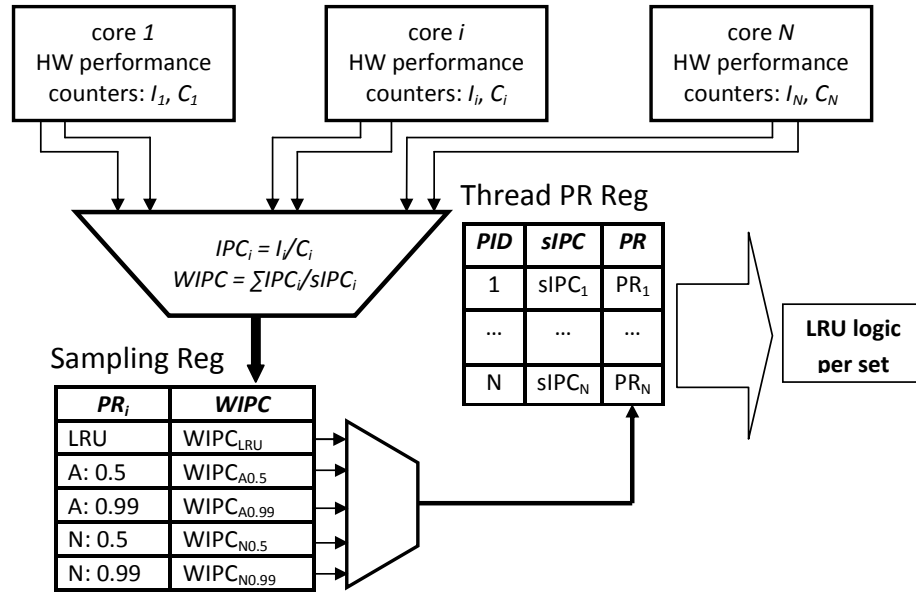 core 1
HW performance
counters: I1, C1
core i
HW performance
counters: Ii, Ci
core N
HW performance
counters: IN, CN
IPCi = Ii/Ci
WIPC = ∑IPCi/sIPCi
Thread PR Reg
PID sIPC PR
1 sIPC1 PR1
... ... ...
N sIPCN PRN
LRU logic
per set
Sampling Reg
PRi WIPC
LRU WIPCLRU
A: 0.5 WIPCA0.5
A: 0.99 WIPCA0.99
N: 0.5 WIPCN0.5
N: 0.99 WIPCN0.99